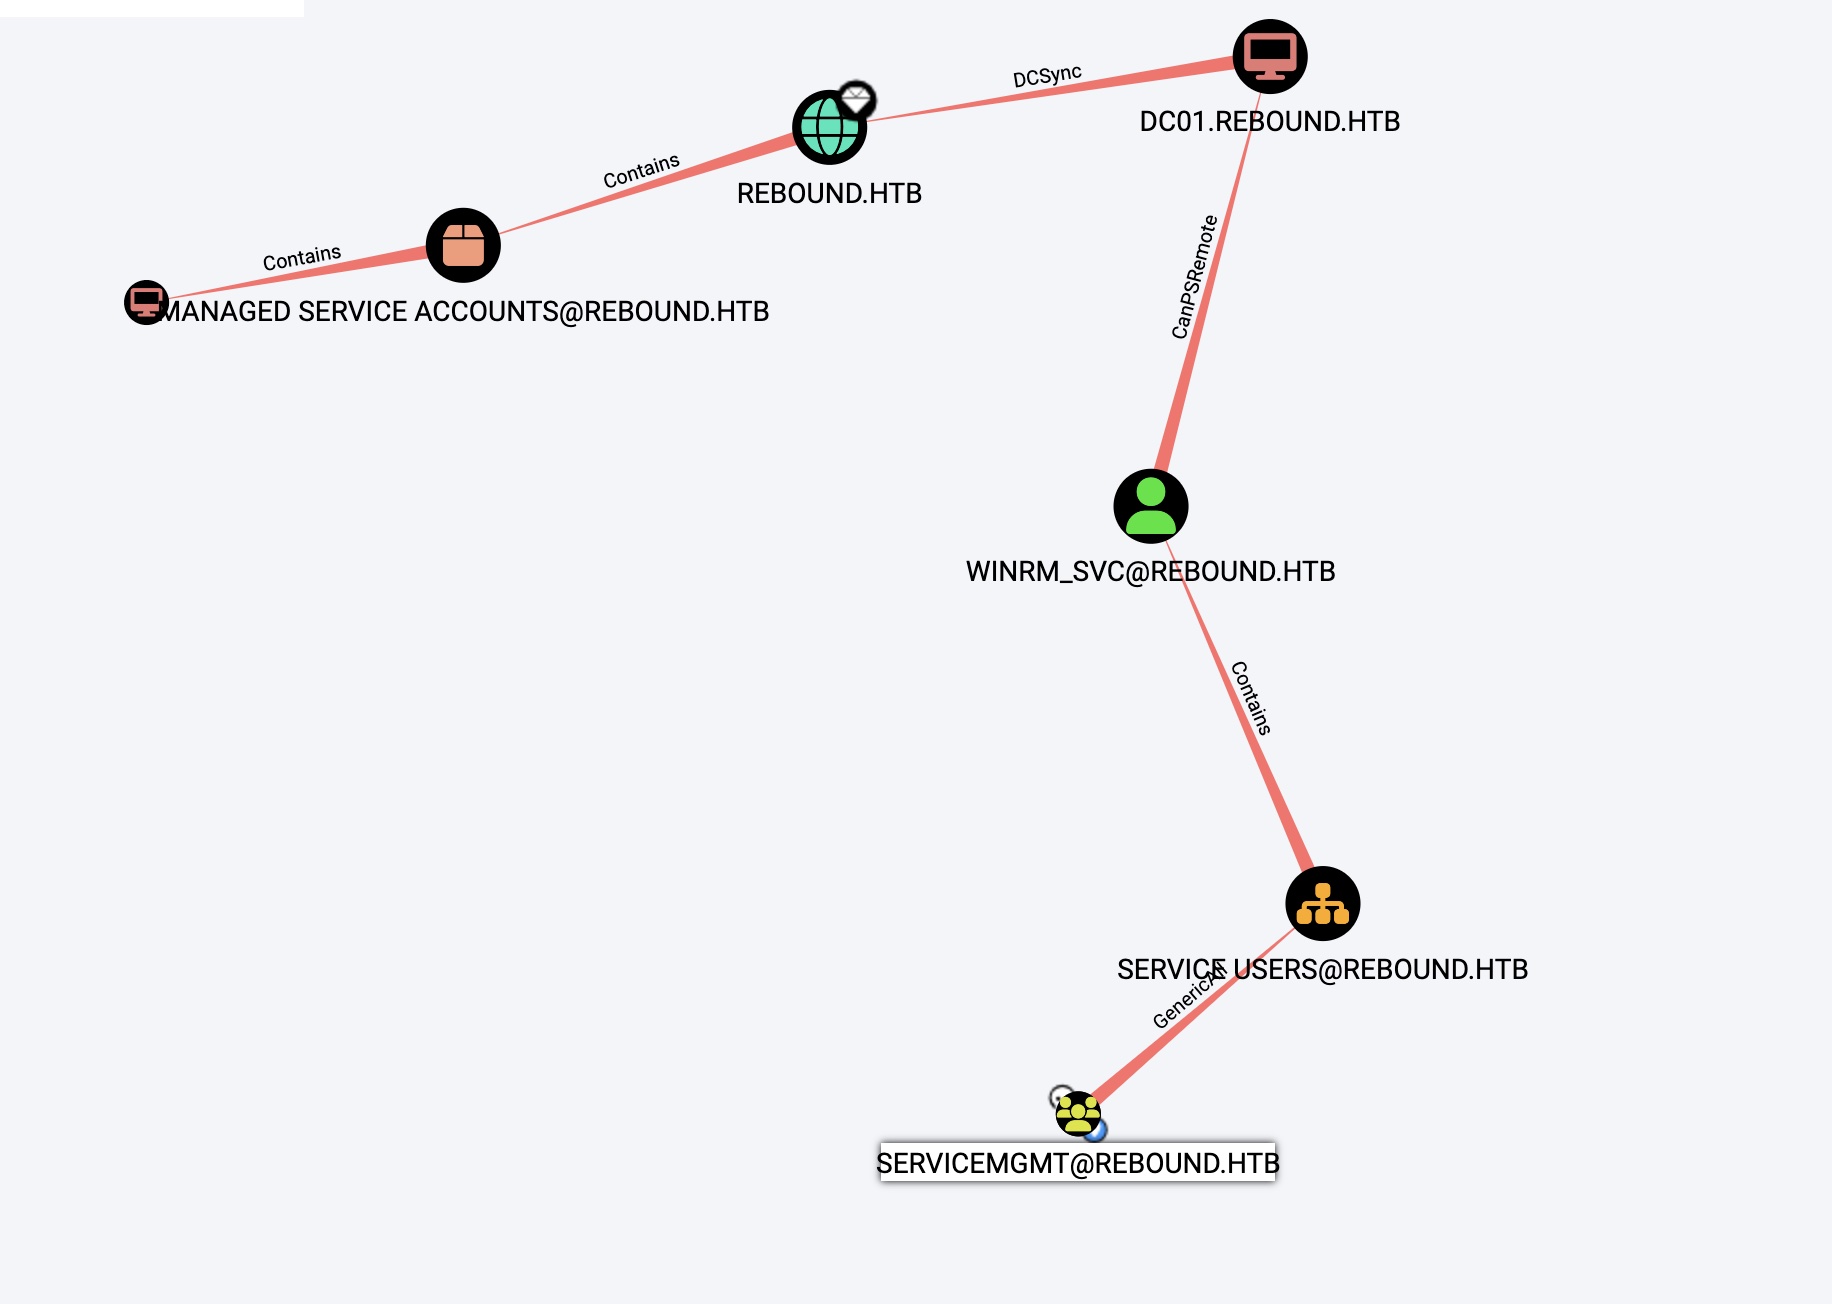 DCSync
DC01.REBOUND.HTB
Contains
REBOUND.HTB
CanPSRemote
Contains
MANAGED SERVICE ACCOUNTS@REBOUND.HTB
WINRM_SVC@REBOUND.HTB
Contains
SERVICE USERS@REBOUND.HTB
GenericAll
SERVICEMGMT@REBOUND.HTB